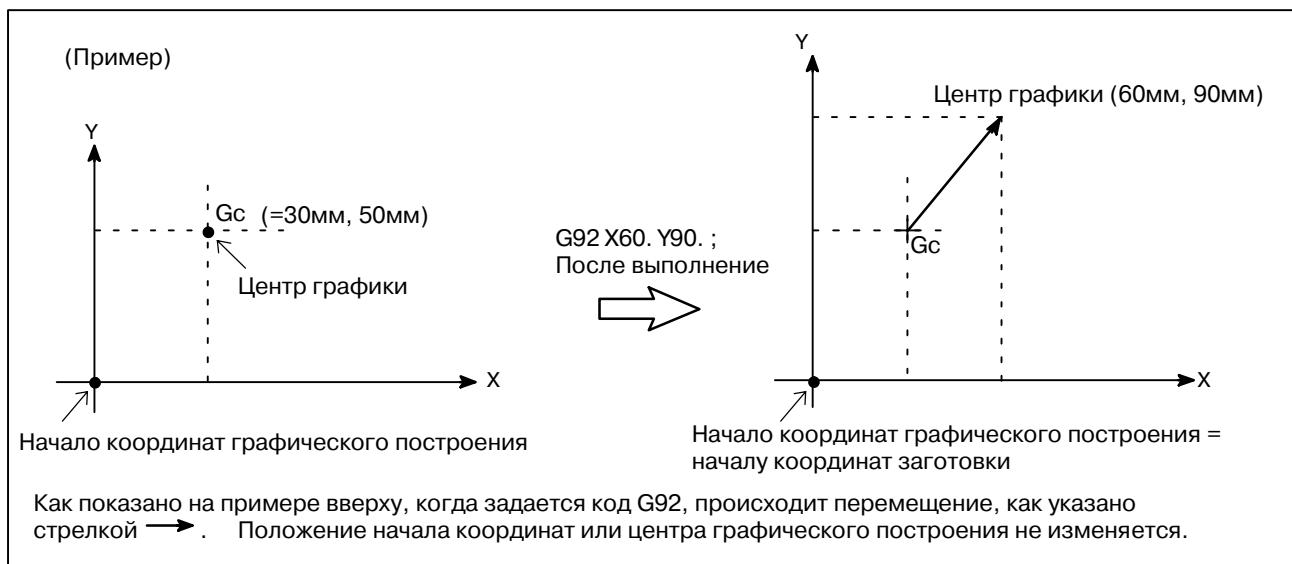 (Пример)
Y
Gc (=30мм, 50мм)
Центр графики
X
Начало координат графического построения
G92 X60. Y90. ;
После выполнение
Y
Центр графики (60мм, 90мм)
Gc
X
Начало координат графического построения =
началу координат заготовки
Как показано на примере вверху, когда задается код G92, происходит перемещение, как указано
стрелкой . Положение начала координат или центра графического построения не изменяется.